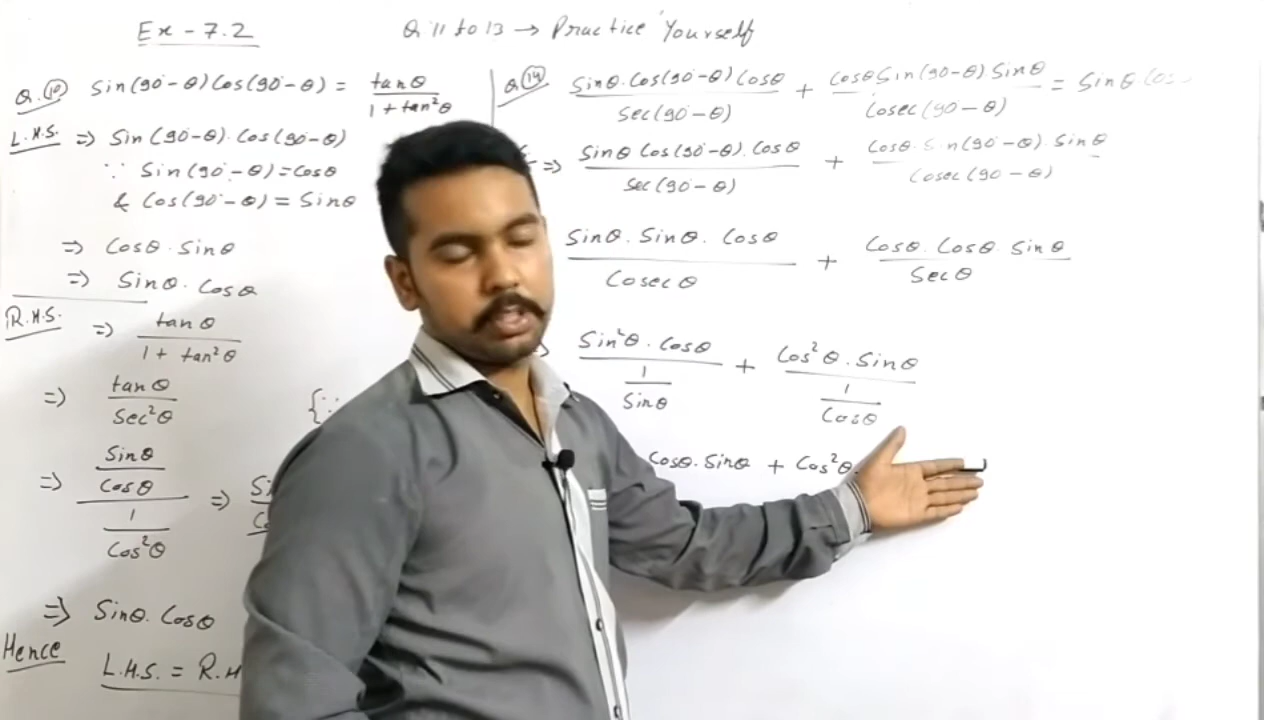 Ex - 7.2
Q 11 to 13 → Practice Yourself
Q. 10 Sin(90° - θ) Cos(90° - θ) = tanθ / 1 + tan²θ
L.H.S. ⇒ Sin(90° - θ). Cos(90° - θ)
∵ Sin(90° - θ) = Cosθ
& Cos(90° - θ) = Sinθ
⇒ Cosθ. Sinθ
⇒ Sinθ. Cosθ
R.H.S. ⇒ tanθ / 1 + tan²θ
⇒ tanθ / Sec²θ
{∵
⇒ Sinθ / Cosθ / 1 / Cos²θ ⇒
⇒ Sinθ. Cosθ
Hence
L.H.S. = R.H
Q. 14 Sinθ. Cos(90° - θ) Cosθ / Sec(90° - θ) + Cosθ Sin(90° - θ). Sinθ / Cosec(90° - θ) = Sinθ
⇒ Sinθ Cos(90° - θ). Cosθ / Sec(90° - θ) + Cosθ. Sin(90° - θ). Sinθ / Cosec(90° - θ)
Sinθ. Sinθ. Cosθ / Cosecθ + Cosθ. Cosθ. Sinθ / Secθ
Sin²θ. Cosθ / 1 / Sinθ + Cos²θ. Sinθ / 1 / Cosθ
Cosθ. Sinθ + Cos²θ.